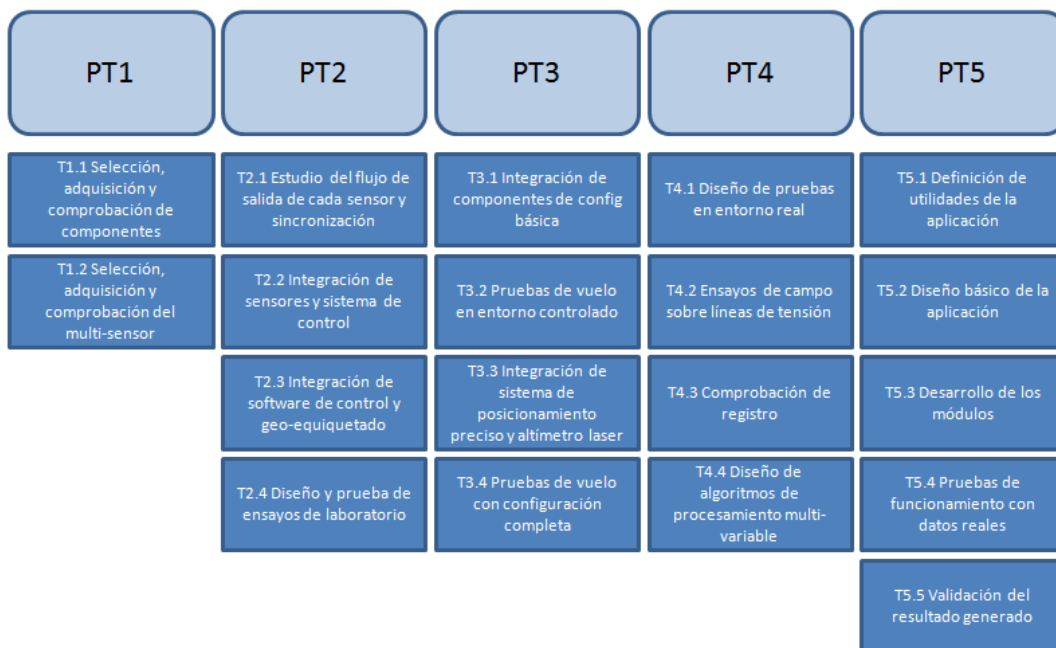 PT1
PT2
PT3
PT4
PT5
T1.1 Selección,
adquisición y
comprobación de
componentes
T2.1 Estudio del flujo de
salida de cada sensor y
sincronización
T3.1 Integración de
componentes de config
básica
T4.1 Diseño de pruebas
en entorno real
T5.1 Definición de
utilidades de la
aplicación
T1.2 Selección,
adquisición y
comprobación del
multi-sensor
T2.2 Integración de
sensores y sistema de
control
T3.2 Pruebas de vuelo
en entorno controlado
T4.2 Ensayos de campo
sobre líneas de tensión
T5.2 Diseño básico de la
aplicación
T2.3 Integración de
software de control y
geo-equiquetado
T3.3 Integración de
sistema de
posicionamiento
preciso y altímetro laser
T4.3 Comprobación de
registro
T5.3 Desarrollo de los
módulos
T2.4 Diseño y prueba de
ensayos de laboratorio
T3.4 Pruebas de vuelo
con configuración
completa
T4.4 Diseño de
algoritmos de
procesamiento multi-
variable
T5.4 Pruebas de
funcionamiento con
datos reales
T5.5 Validación del
resultado generado